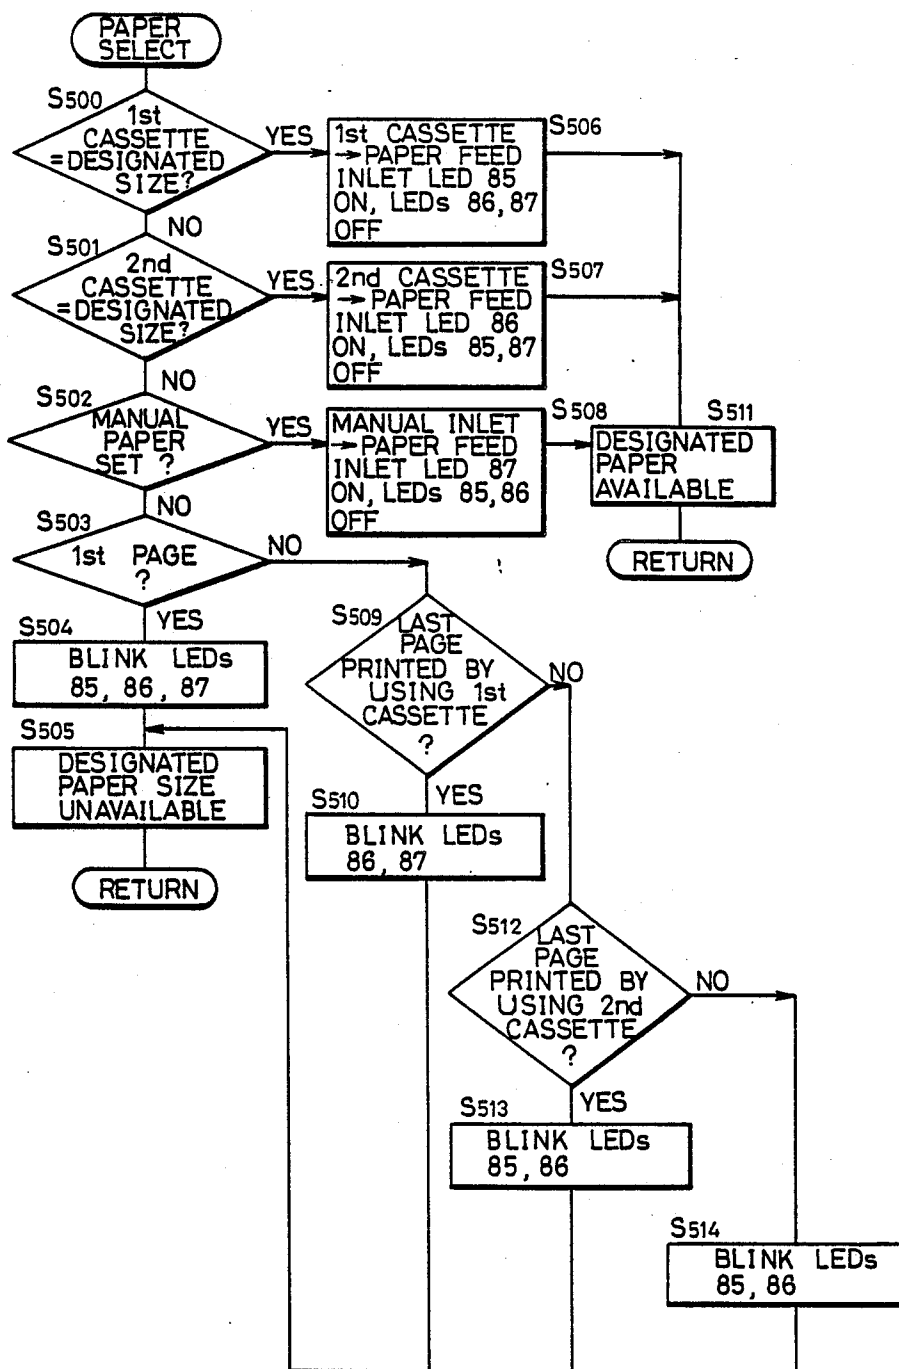 PAPER
SELECT
S500
1st
CASSETTE
=DESIGNATED
SIZE?
YES
NO
1st CASSETTE
→PAPER FEED
INLET LED 85
ON, LEDs 86,87
OFF
S506
S501
2nd
CASSETTE
=DESIGNATED
SIZE?
YES
NO
2nd CASSETTE
→PAPER FEED
INLET LED 86
ON, LEDs 85,87
OFF
S507
S502
MANUAL
PAPER
SET ?
YES
NO
MANUAL INLET
→PAPER FEED
INLET LED 87
ON, LEDs 85,86
OFF
S508
S511
DESIGNATED
PAPER
AVAILABLE
RETURN
S503
1st PAGE
?
NO
YES
S504
BLINK LEDs
85, 86, 87
S505
DESIGNATED
PAPER SIZE
UNAVAILABLE
RETURN
S509
LAST
PAGE
PRINTED BY
USING 1st
CASSETTE
?
NO
YES
S510
BLINK LEDs
86, 87
S512
LAST
PAGE
PRINTED BY
USING 2nd
CASSETTE
?
NO
YES
S513
BLINK LEDs
85, 86
S514
BLINK LEDs
85, 86